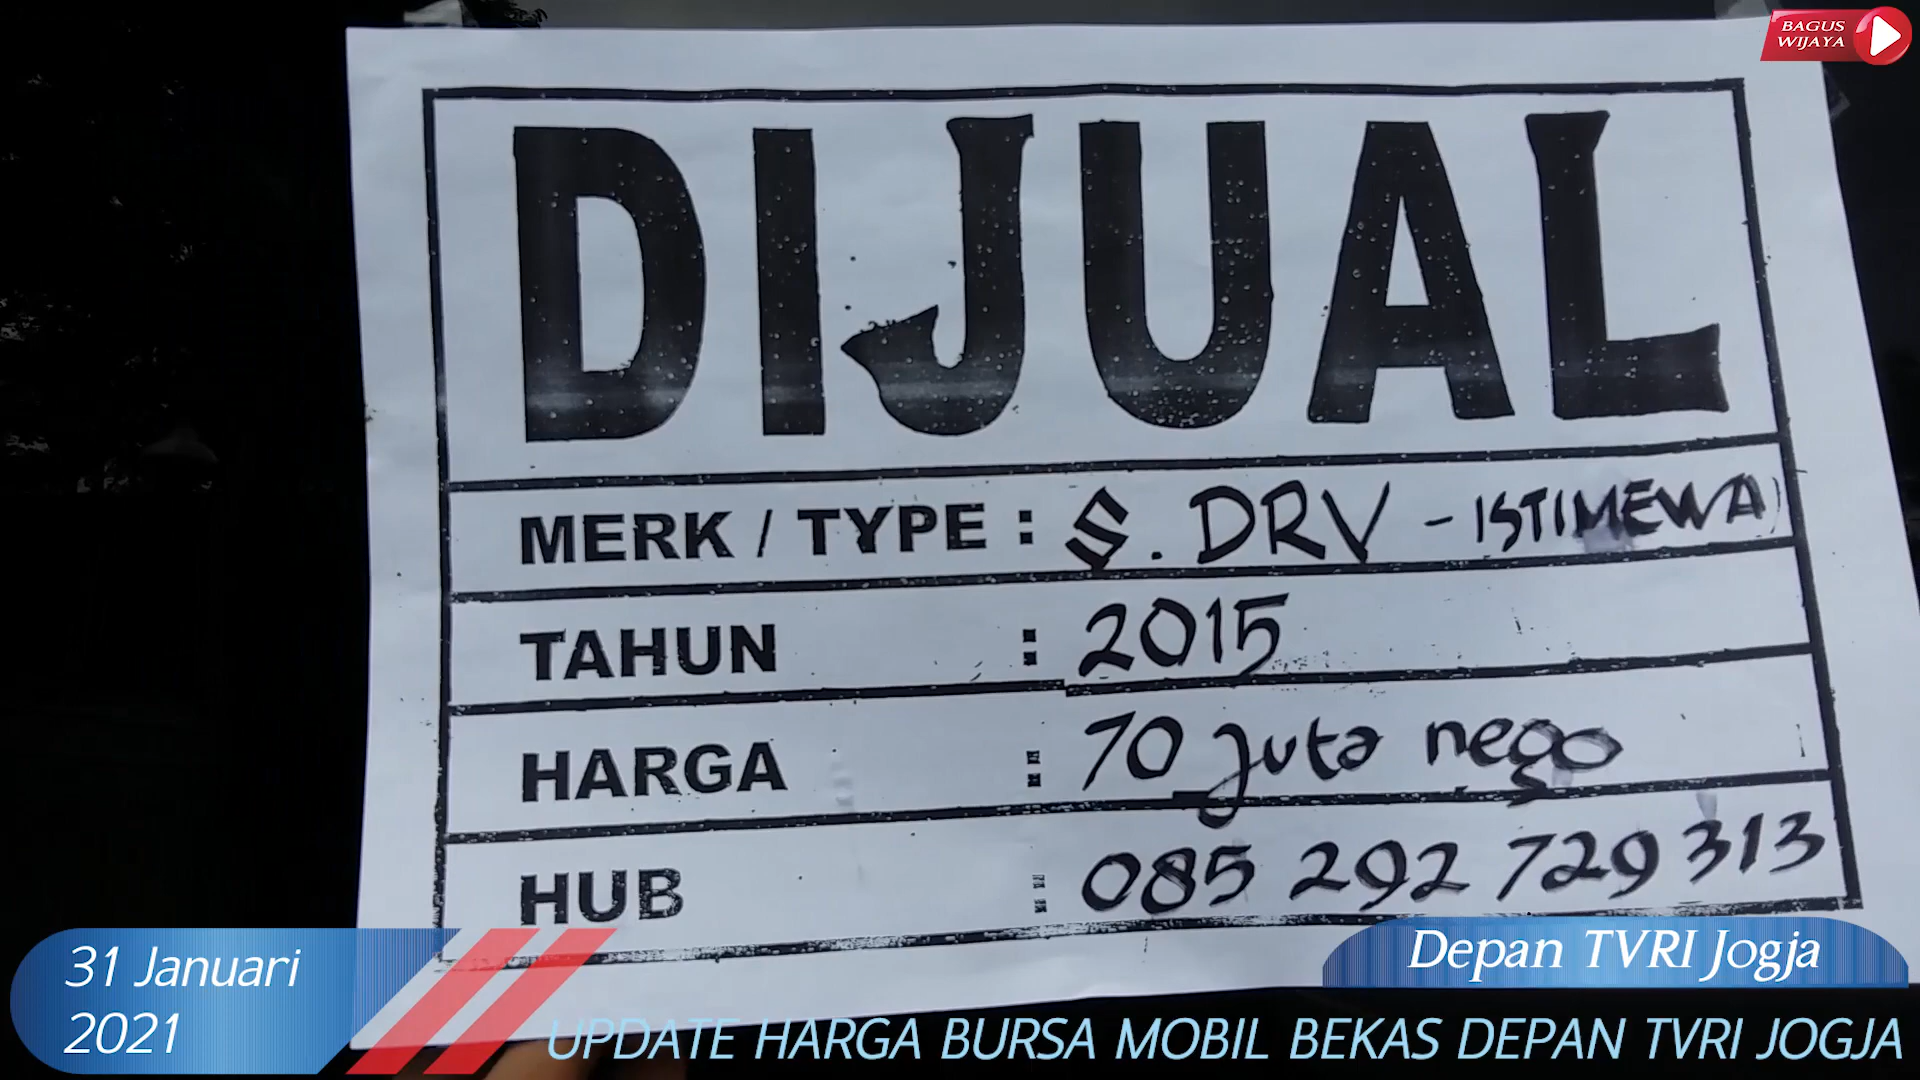 BAGUS
WIJAYA
DIJUAL
MERK / TYPE : S. DRV - ISTIMEWA
TAHUN : 2015
HARGA : 70 juta nego
HUB : 085 292 729 313
31 Januari
2021
Depan TVRI Jogja
UPDATE HARGA BURSA MOBIL BEKAS DEPAN TVRI JOGJA